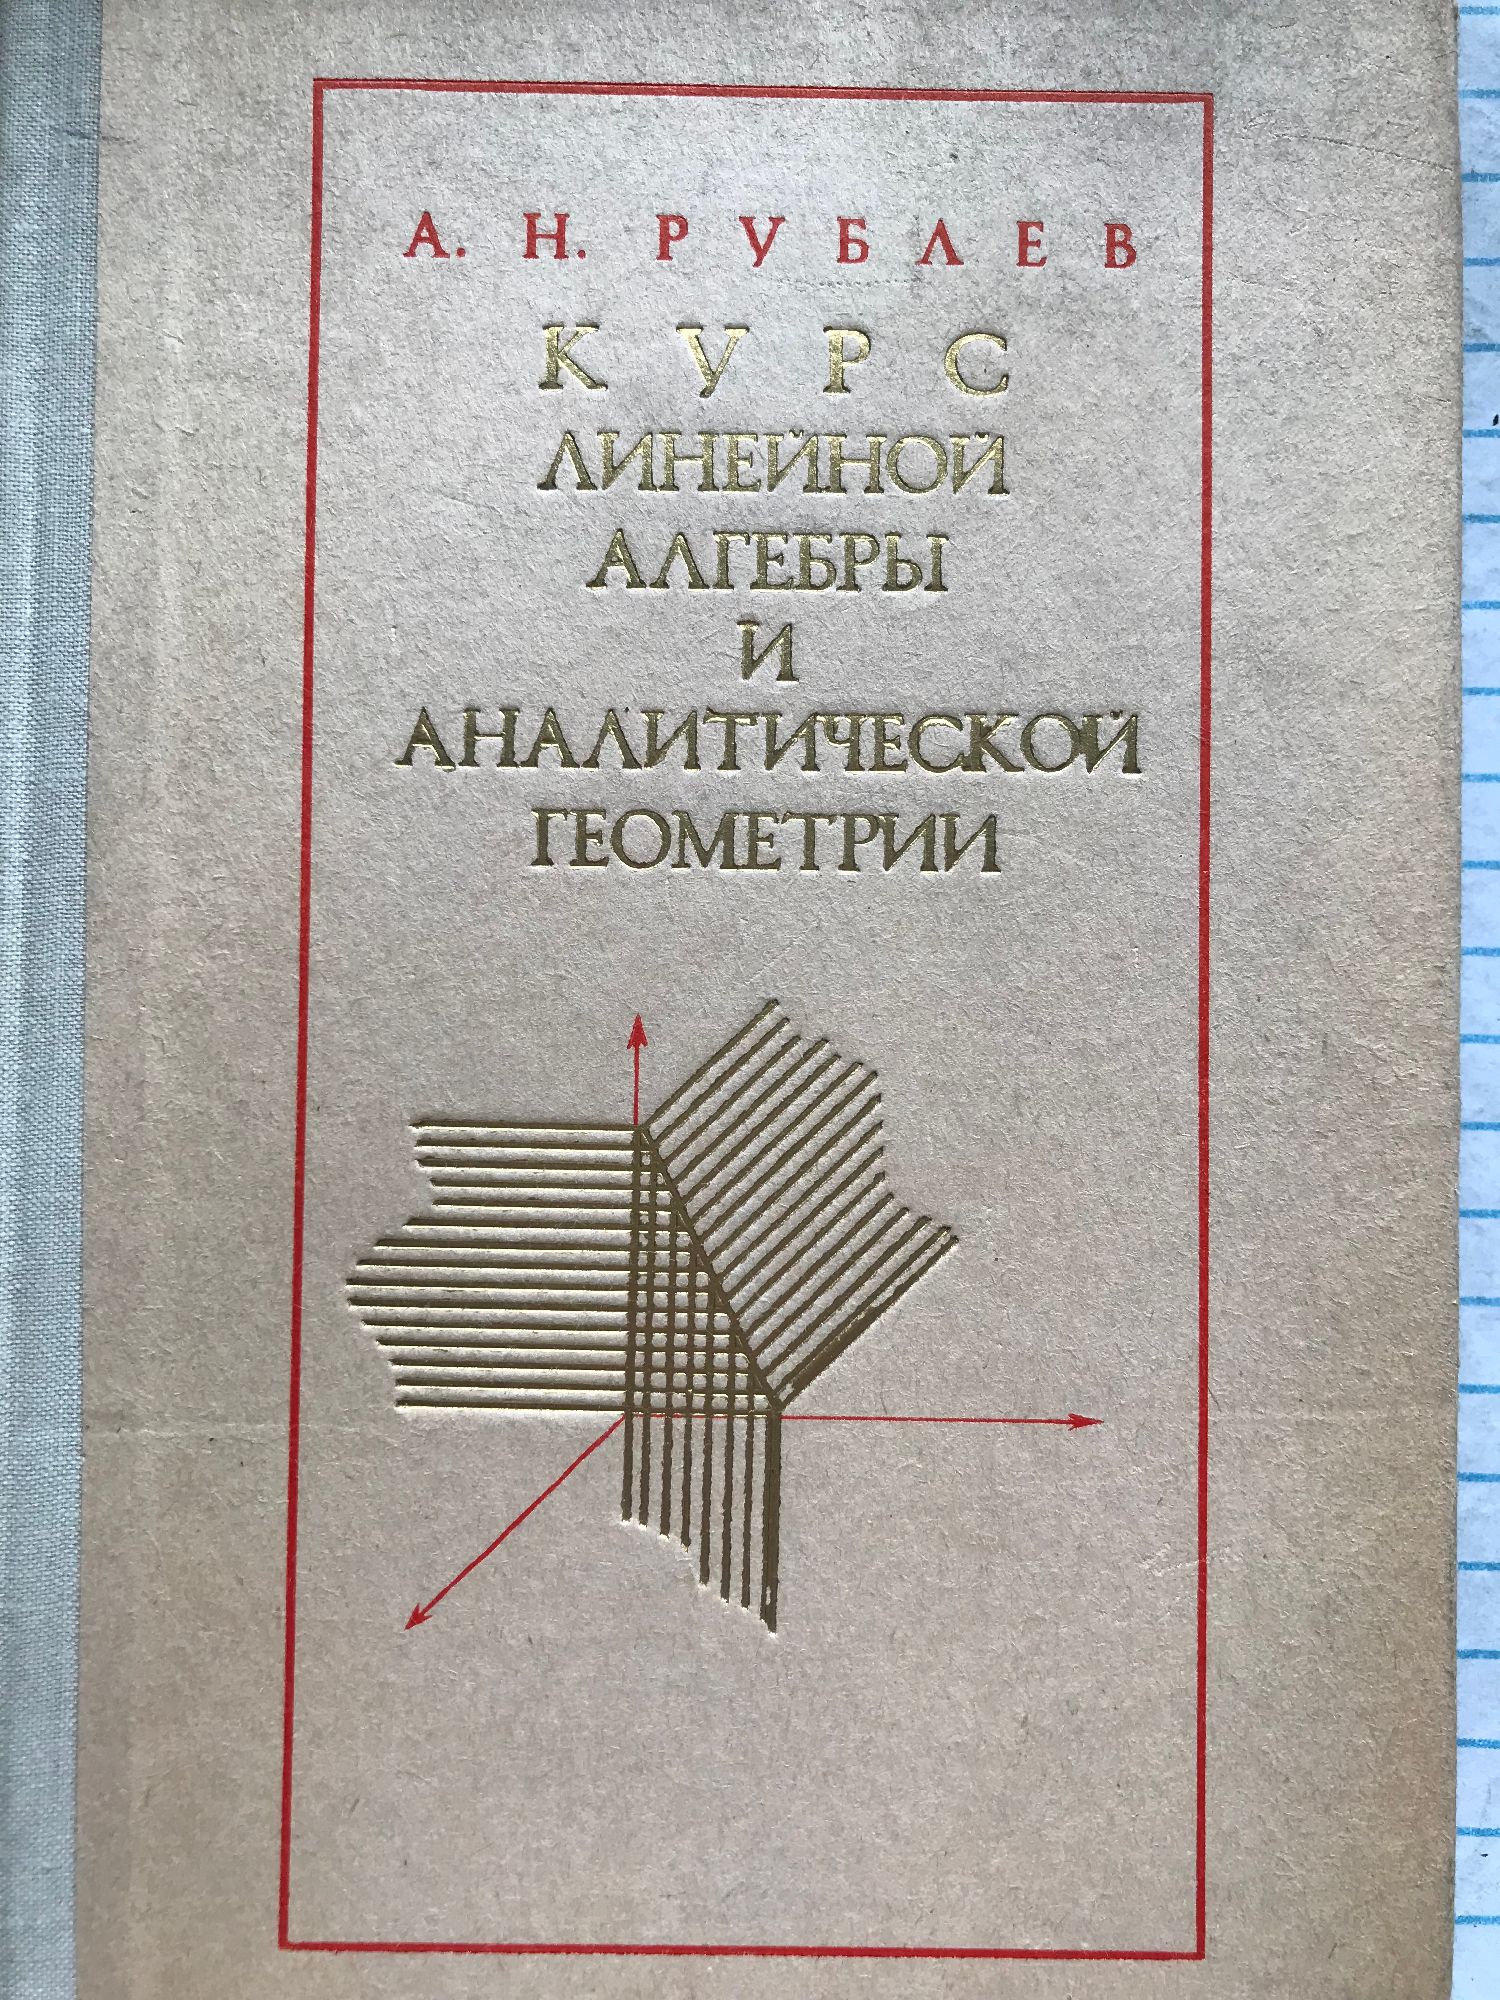 А. Н. РУБЛЕВ
КУРС
ЛИНЕЙНОЙ
АЛГЕБРЫ
И
АНАЛИТИЧЕСКОЙ
ГЕОМЕТРИИ